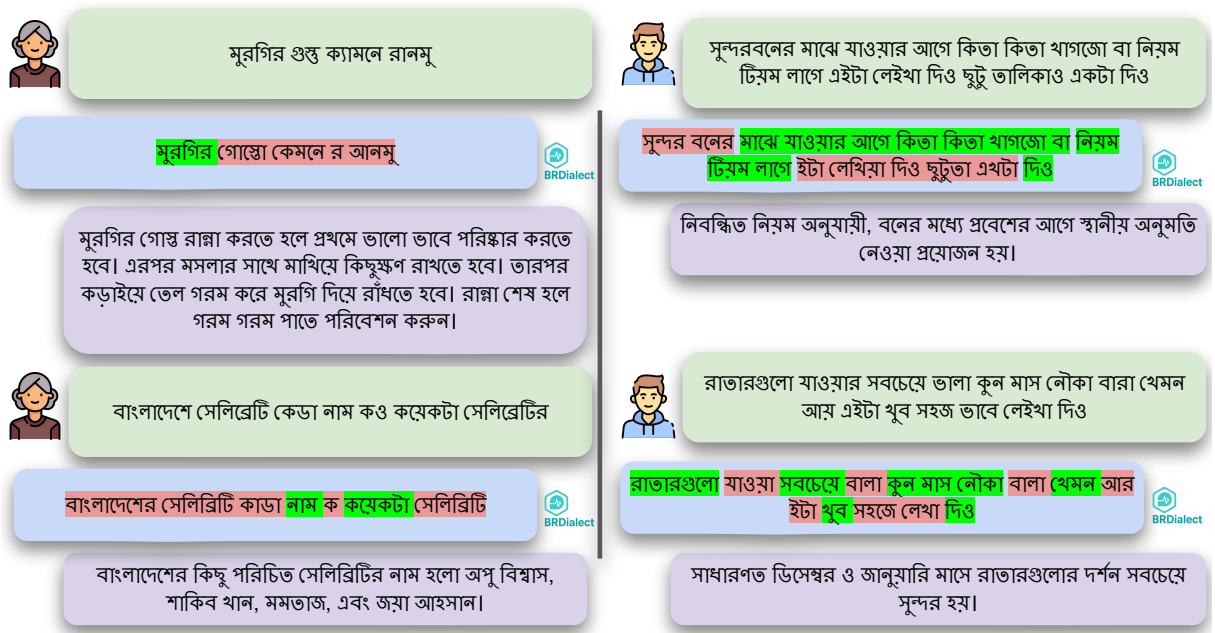 মুরগির গুস্তু ক্যামনে রানমু
মুরগির গোস্তো কেমনে র আনমু
BRDialect
মুরগির গোস্ত রান্না করতে হলে প্রথমে ভালো ভাবে পরিষ্কার করতে
হবে। এরপর মসলার সাথে মাখিয়ে কিছুক্ষণ রাখতে হবে। তারপর
কড়াইয়ে তেল গরম করে মুরগি দিয়ে রাঁধতে হবে। রান্না শেষ হলে
গরম গরম পাতে পরিবেশন করুন।
বাংলাদেশে সেলিব্রেটি কেডা নাম কও কয়েকটা সেলিব্রেটির
বাংলাদেশের সেলিব্রিটি কাডা নাম ক কয়েকটা সেলিব্রিটি
BRDialect
বাংলাদেশের কিছু পরিচিত সেলিব্রিটির নাম হলো অপু বিশ্বাস,
শাকিব খান, মমতাজ, এবং জয়া আহসান।
সুন্দরবনের মাঝে যাওয়ার আগে কিতা কিতা খাগজো বা নিয়ম
টিয়ম লাগে এইটা লেইখা দিও ছুটু তালিকাও একটা দিও
সুন্দর বনের মাঝে যাওয়ার আগে কিতা কিতা খাগজো বা নিয়ম
টিয়ম লাগে ইটা লেখিয়া দিও ছুটুতা এখটা দিও
BRDialect
নিবন্ধিত নিয়ম অনুযায়ী, বনের মধ্যে প্রবেশের আগে স্থানীয় অনুমতি
নেওয়া প্রয়োজন হয়।
রাতারগুলো যাওয়ার সবচেয়ে ভালা কুন মাস নৌকা বারা খেমন
আয় এইটা খুব সহজ ভাবে লেইখা দিও
রাতারগুলো যাওয়া সবচেয়ে বালা কুন মাস নৌকা বালা খেমন আর
ইটা খুব সহজে লেখা দিও
BRDialect
সাধারণত ডিসেম্বর ও জানুয়ারি মাসে রাতারগুলোর দর্শন সবচেয়ে
সুন্দর হয়।